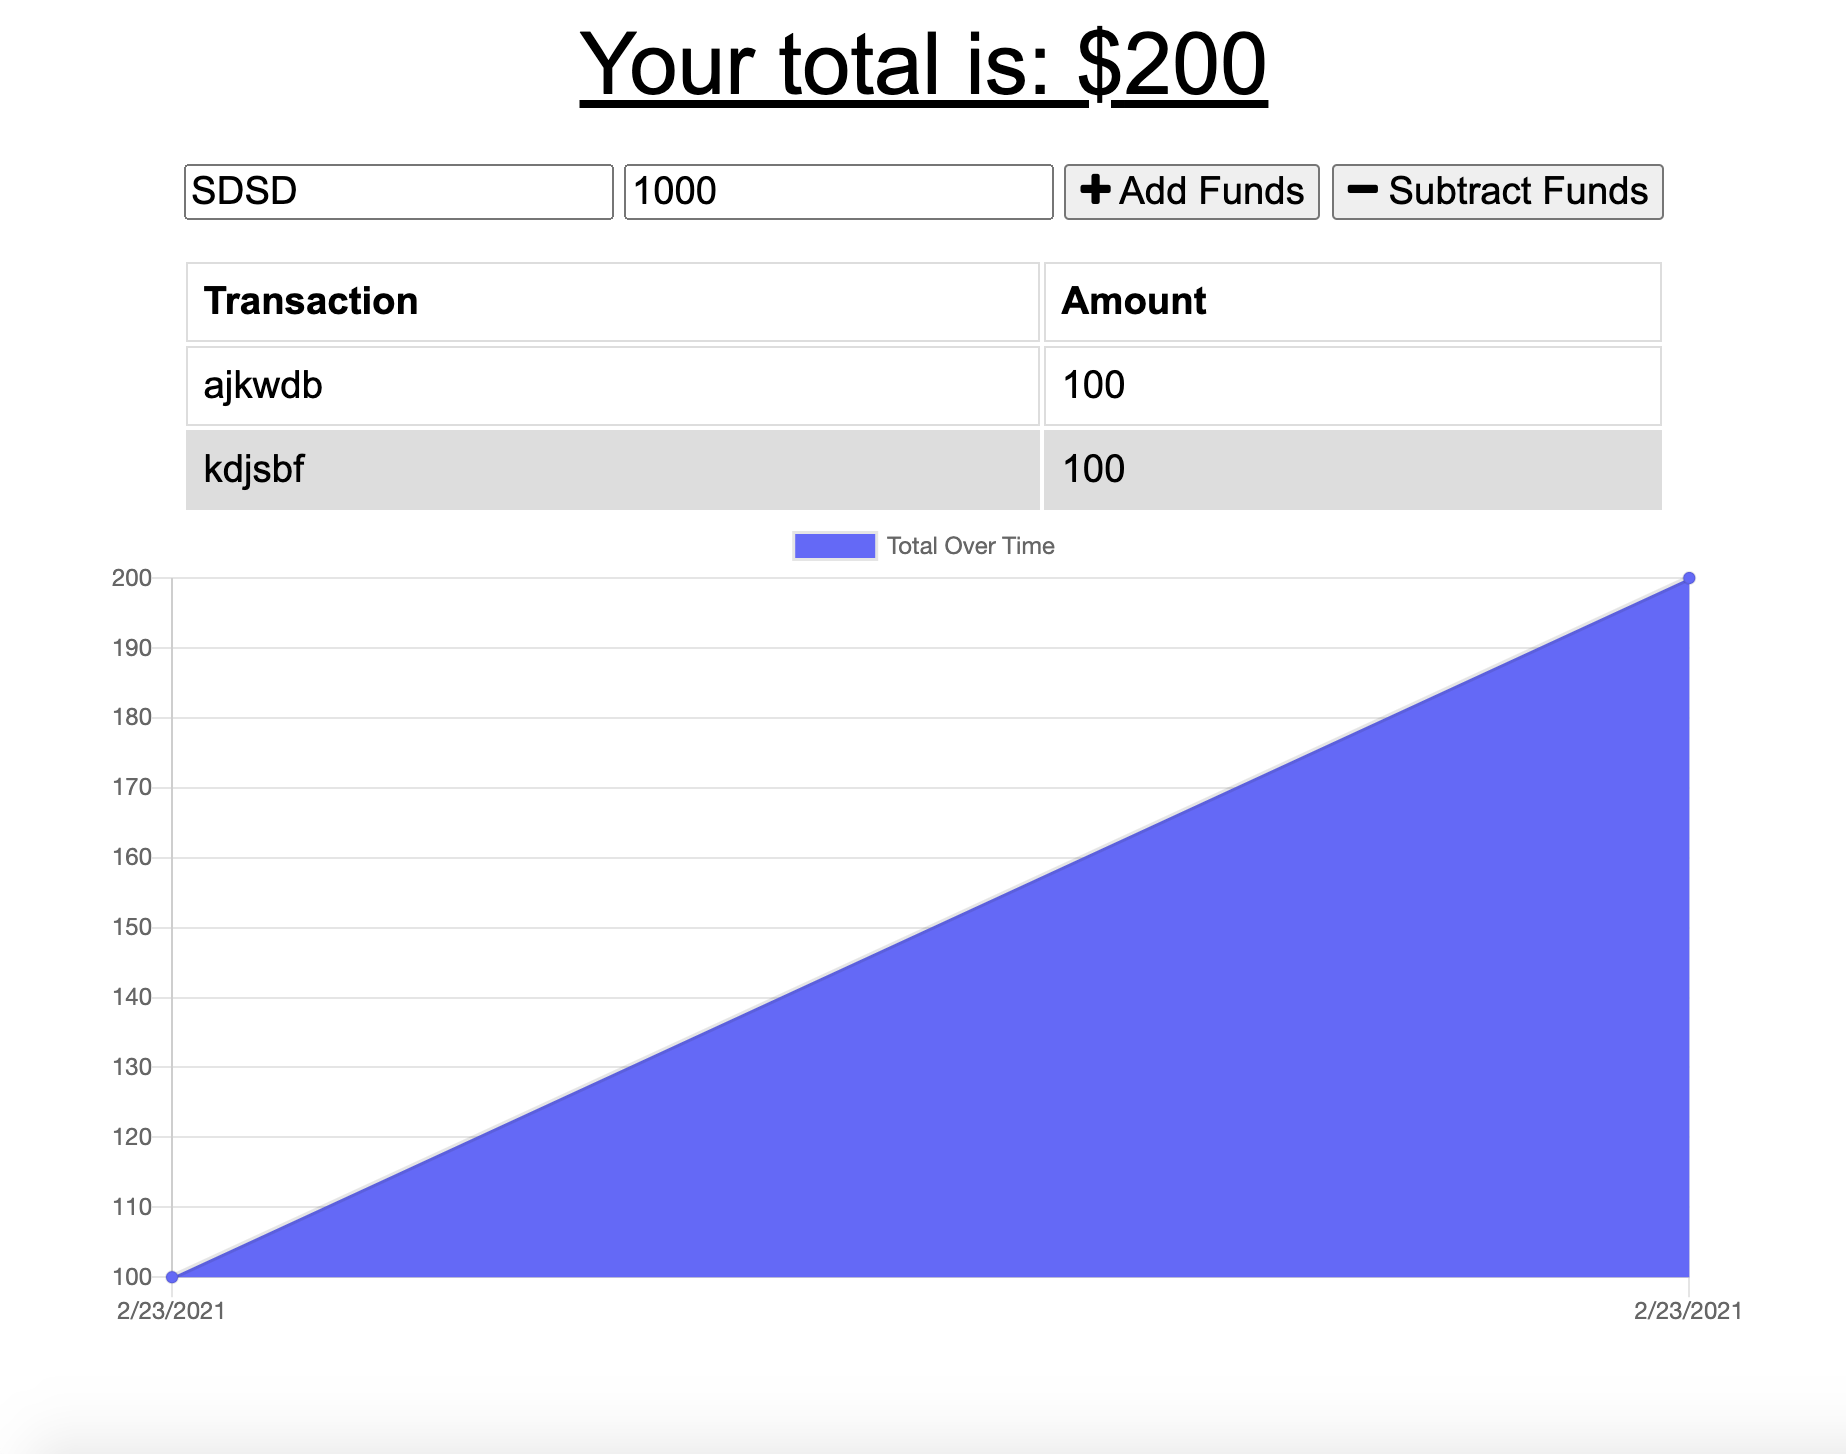 Your total is: $200
SDSD 1000 Add Funds Subtract Funds
Transaction Amount
ajkwdb 100
kdjsbf 100
Total Over Time
200
190
180
170
160
150
140
130
120
110
100
2/23/2021 2/23/2021